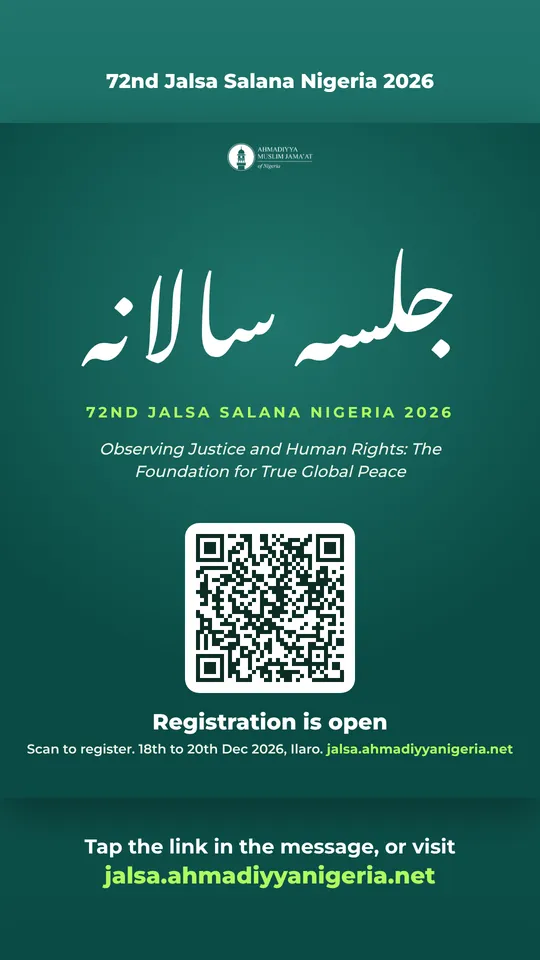 72nd Jalsa Salana Nigeria 2026
AHMADIYYA
MUSLIM JAMA'AT
of Nigeria
جلسہ سالانہ
72ND JALSA SALANA NIGERIA 2026
Observing Justice and Human Rights: The
Foundation for True Global Peace
Registration is open
Scan to register. 18th to 20th Dec 2026, Ilaro. jalsa.ahmadiyyanigeria.net
Tap the link in the message, or visit
jalsa.ahmadiyyanigeria.net